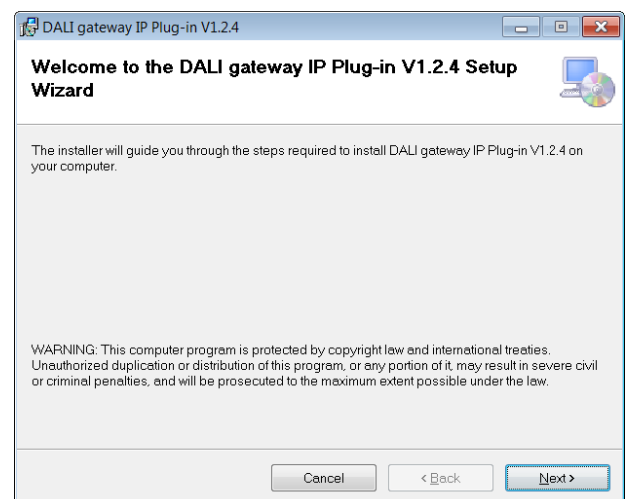 DALI gateway IP Plug-in V1.2.4
Welcome to the DALI gateway IP Plug-in V1.2.4 Setup
Wizard
The installer will guide you through the steps required to install DALI gateway IP Plug-in V1.2.4 on
your computer.
WARNING: This computer program is protected by copyright law and international treaties.
Unauthorized duplication or distribution of this program, or any portion of it, may result in severe civil
or criminal penalties, and will be prosecuted to the maximum extent possible under the law.
Cancel < Back Next >